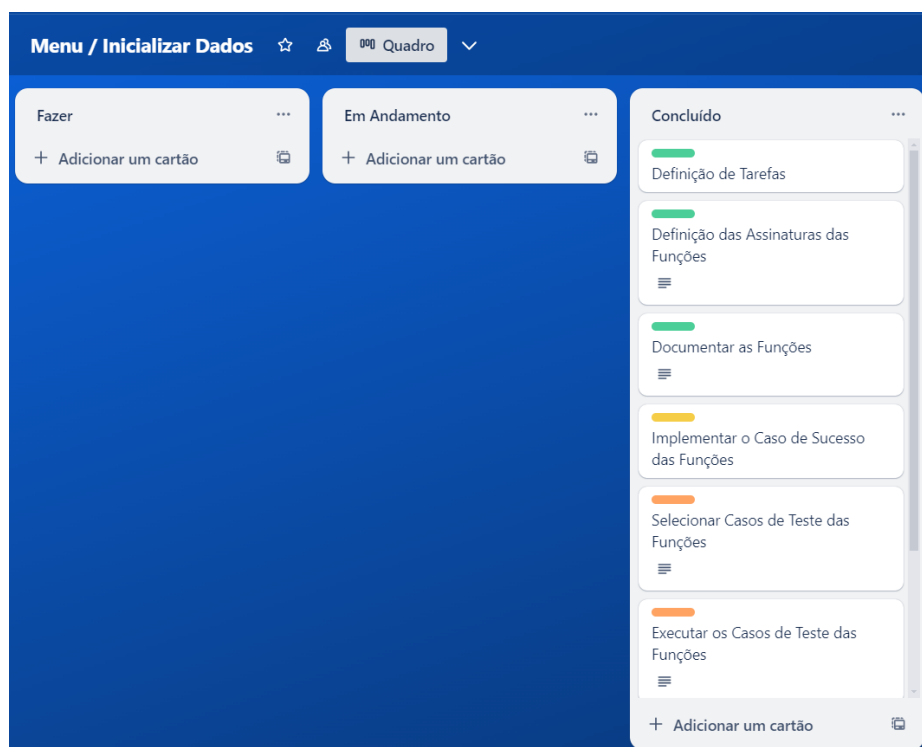 Menu / Inicializar Dados
Quadro
Fazer
Adicionar um cartão
Em Andamento
Adicionar um cartão
Concluído
Definição de Tarefas
Definição das Assinaturas das
Funções
Documentar as Funções
Implementar o Caso de Sucesso
das Funções
Selecionar Casos de Teste das
Funções
Executar os Casos de Teste das
Funções
Adicionar um cartão